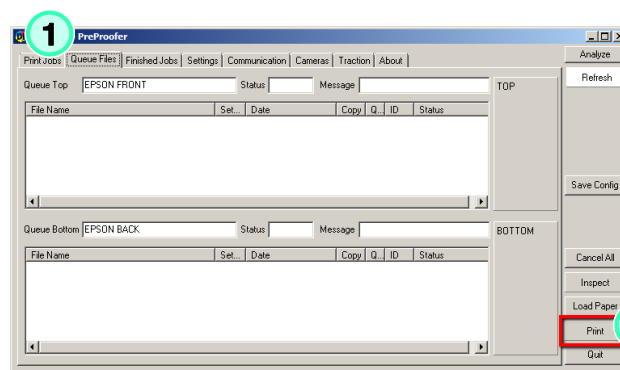 1
PreProofer
Print Jobs Queue Files Finished Jobs Settings Communication Cameras Traction About
Analyze
Refresh
Queue Top EPSON FRONT Status Message TOP
File Name Set... Date Copy Q... ID Status
Save Config
Queue Bottom EPSON BACK Status Message BOTTOM
File Name Set... Date Copy Q... ID Status
Cancel All
Inspect
Load Paper
Print
Quit